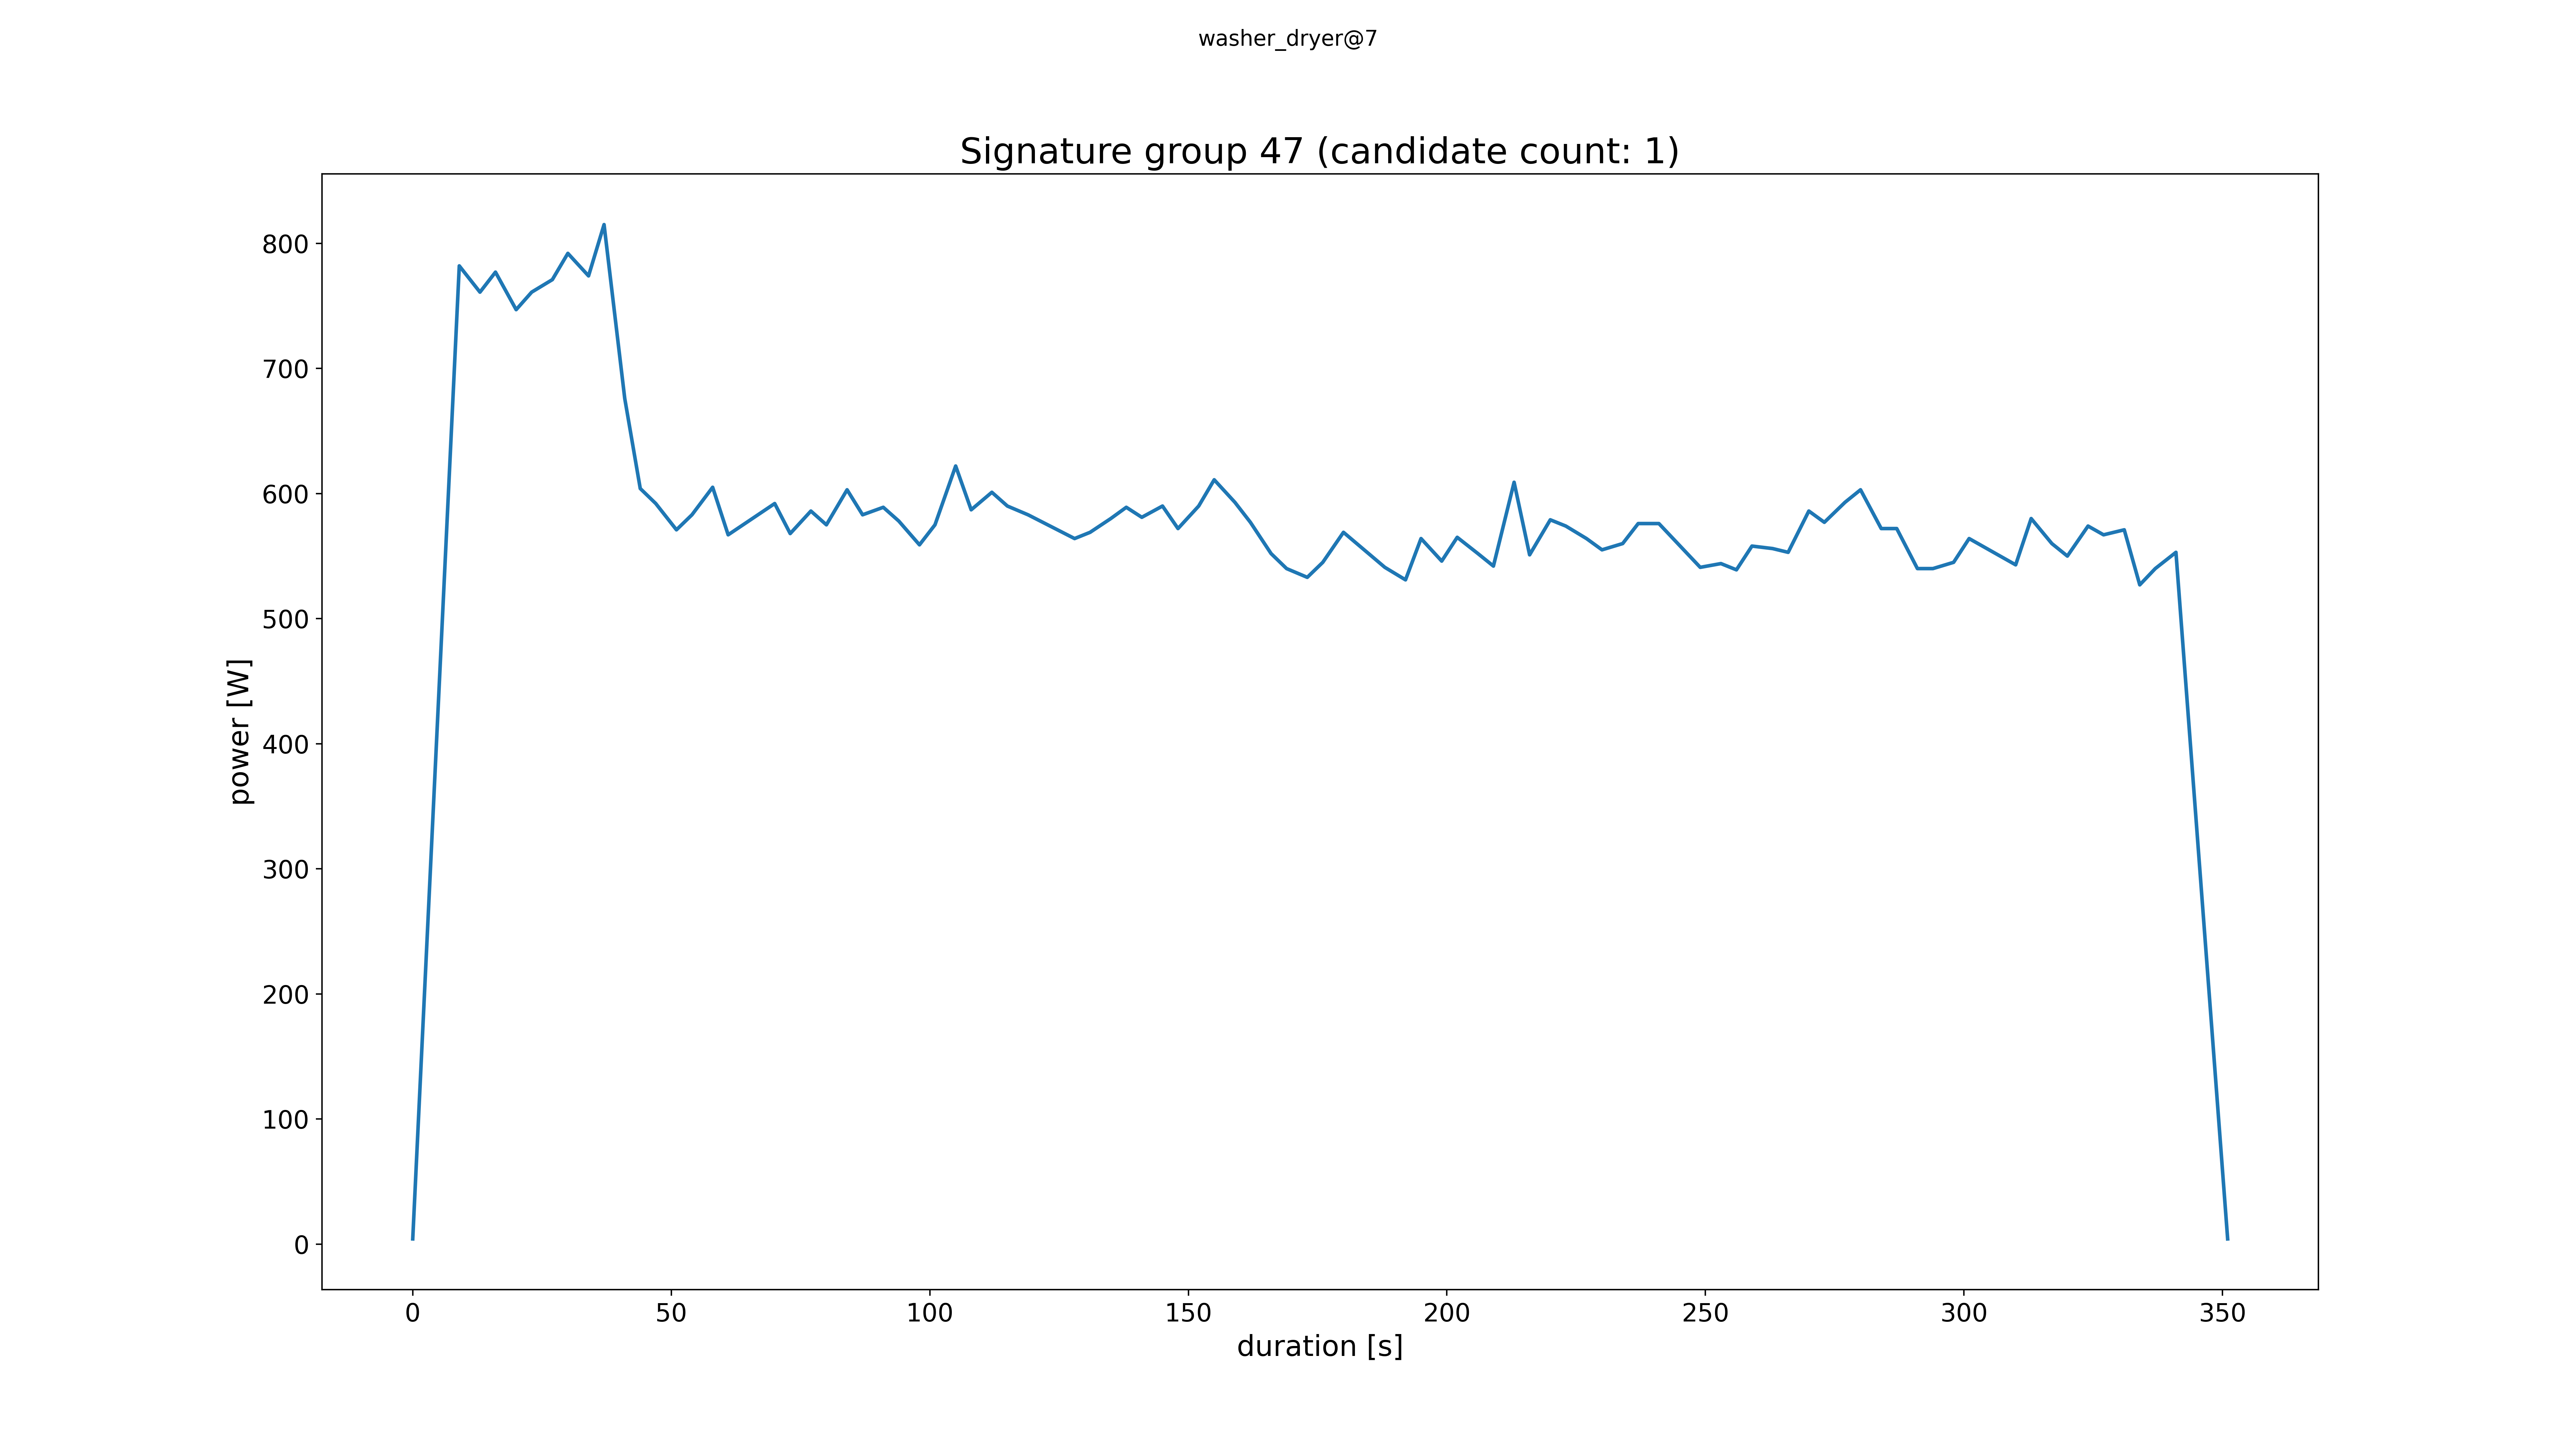 washer_dryer@7
Signature group 47 (candidate count: 1)
800
700
600
500
400
300
200
100
0
power [W]
0 50 100 150 200 250 300 350
duration [s]